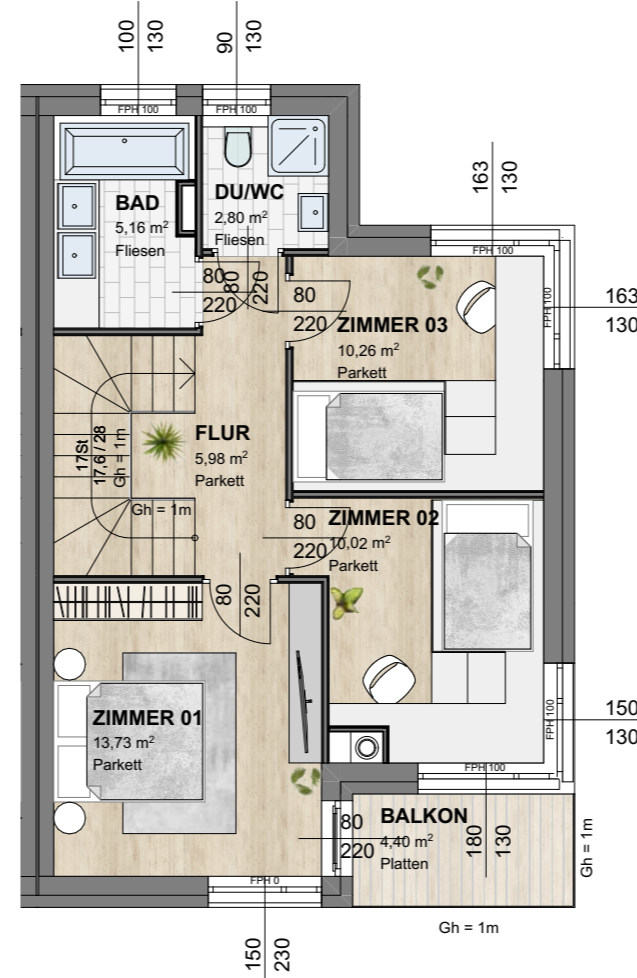 100
130
90
130
FPH 100
FPH 100
BAD
5,16 m²
Fliesen
DU/WC
2,80 m²
Fliesen
163
130
FPH 100
FPH 100
163
130
80
220
80
220
80
220
ZIMMER 03
10,26 m²
Parkett
17St
17,6 / 28
Gh = 1m
Gh = 1m
FLUR
5,98 m²
Parkett
80
220
ZIMMER 02
10,02 m²
Parkett
80
220
ZIMMER 01
13,73 m²
Parkett
FPH 100
150
130
FPH 100
80
220
BALKON
4,40 m²
Platten
180
130
Gh = 1m
Gh = 1m
FPH 0
150
230